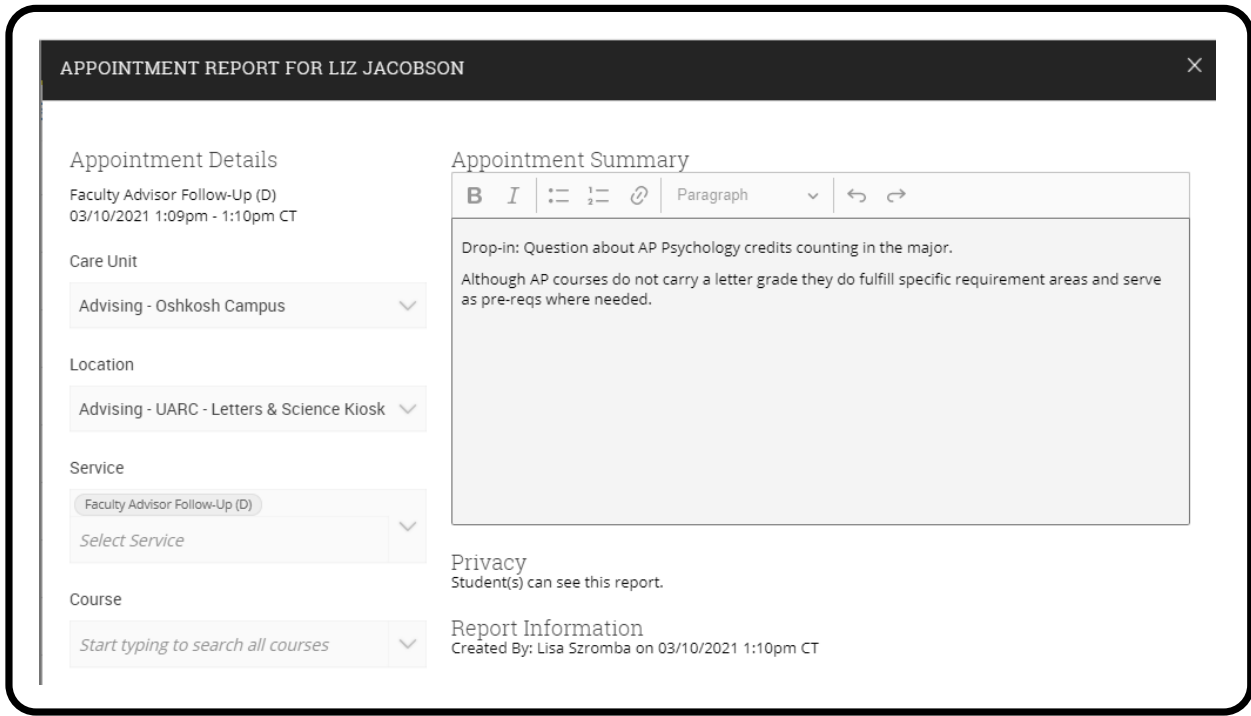 APPOINTMENT REPORT FOR LIZ JACOBSON
Appointment Details
Faculty Advisor Follow-Up (D)
03/10/2021 1:09pm - 1:10pm CT
Care Unit
Advising - Oshkosh Campus
Location
Advising - UARC - Letters & Science Kiosk
Service
Faculty Advisor Follow-Up (D)
Select Service
Course
Start typing to search all courses
Appointment Summary
B I Paragraph
Drop-in: Question about AP Psychology credits counting in the major.
Although AP courses do not carry a letter grade they do fulfill specific requirement areas and serve
as pre-reqs where needed.
Privacy
Student(s) can see this report.
Report Information
Created By: Lisa Szromba on 03/10/2021 1:10pm CT